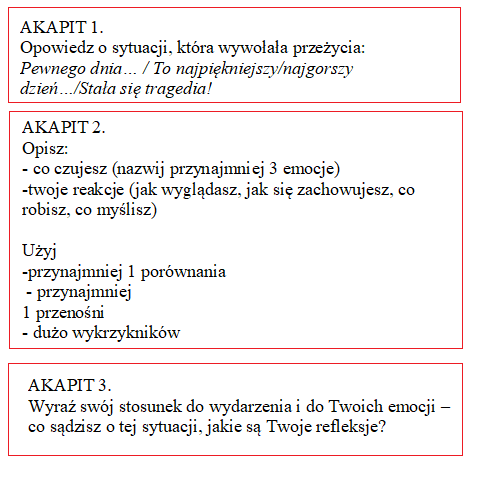 AKAPIT 1.
Opowiedz o sytuacji, która wywołała przeżycia:
Pewnego dnia… / To najpiękniejszy/najgorszy
dzień…/Stała się tragedia!
AKAPIT 2.
Opisz:
- co czujesz (nazwij przynajmniej 3 emocje)
-twoje reakcje (jak wyglądasz, jak się zachowujesz, co
robisz, co myślisz)
Użyj
-przynajmniej 1 porównania
- przynajmniej
1 przenośni
- dużo wykrzykników
AKAPIT 3.
Wyraź swój stosunek do wydarzenia i do Twoich emocji –
co sądzisz o tej sytuacji, jakie są Twoje refleksje?